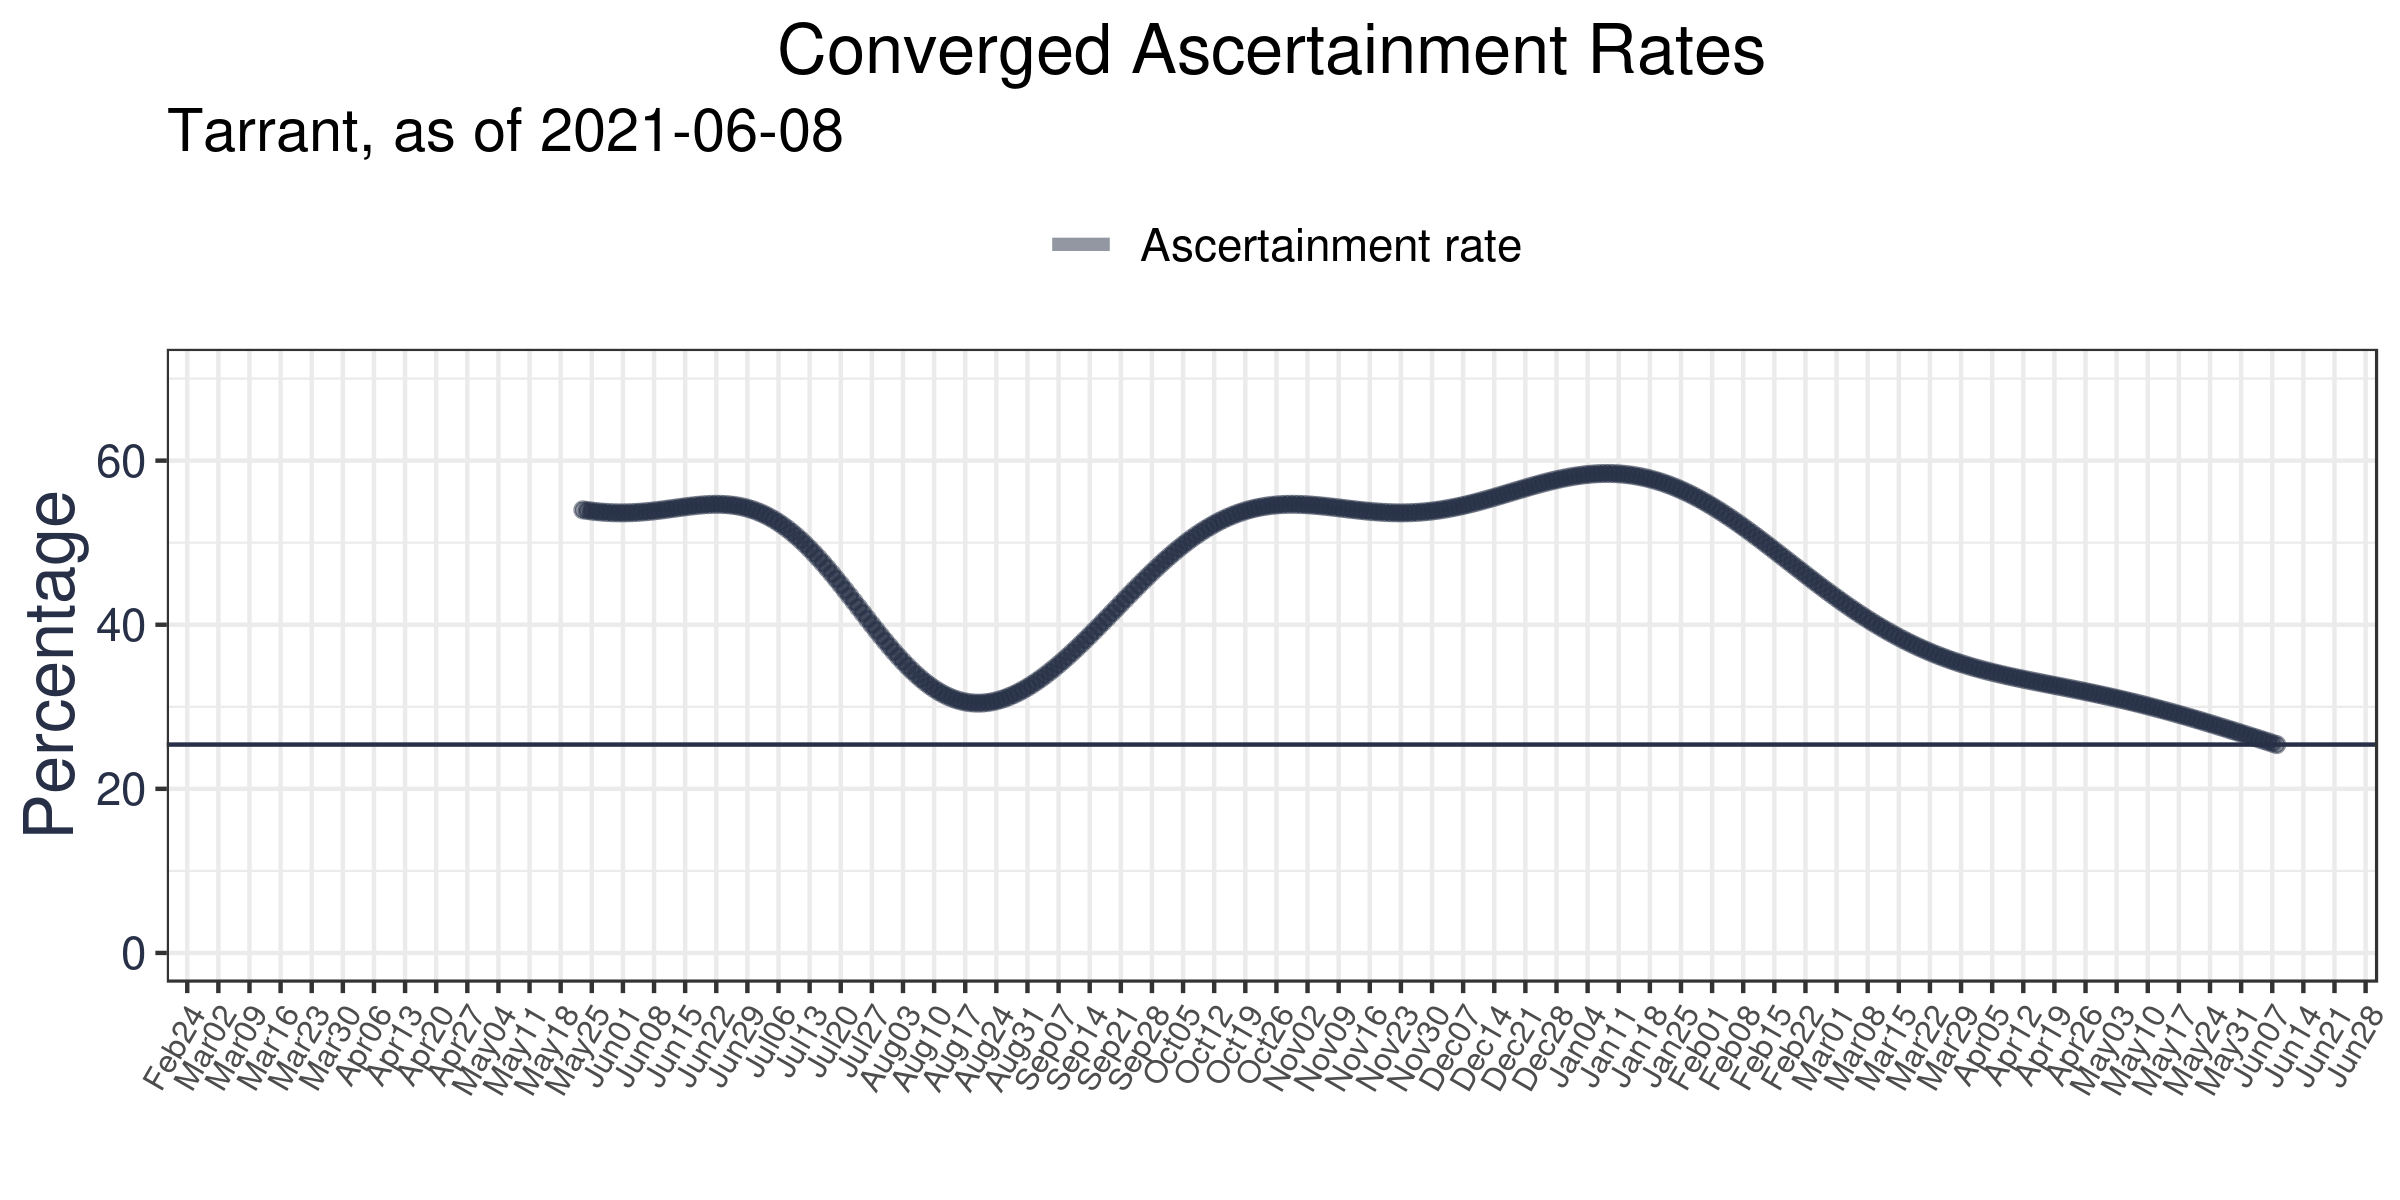 Converged Ascertainment Rates
Tarrant, as of 2021-06-08
Ascertainment rate
Percentage
60
40
20
0
Feb24 Mar02 Mar09 Mar16 Mar23 Mar30 Apr06 Apr13 Apr20 Apr27 May04 May11 May18 May25 Jun01 Jun08 Jun15 Jun22 Jun29 Jul06 Jul13 Jul20 Jul27 Aug03 Aug10 Aug17 Aug24 Aug31 Sep07 Sep14 Sep21 Sep28 Oct05 Oct12 Oct19 Oct26 Nov02 Nov09 Nov16 Nov23 Nov30 Dec07 Dec14 Dec21 Dec28 Jan04 Jan11 Jan18 Jan25 Feb01 Feb08 Feb15 Feb22 Mar01 Mar08 Mar15 Mar22 Mar29 Apr05 Apr12 Apr19 Apr26 May03 May10 May17 May24 May31 Jun07 Jun14 Jun21 Jun28